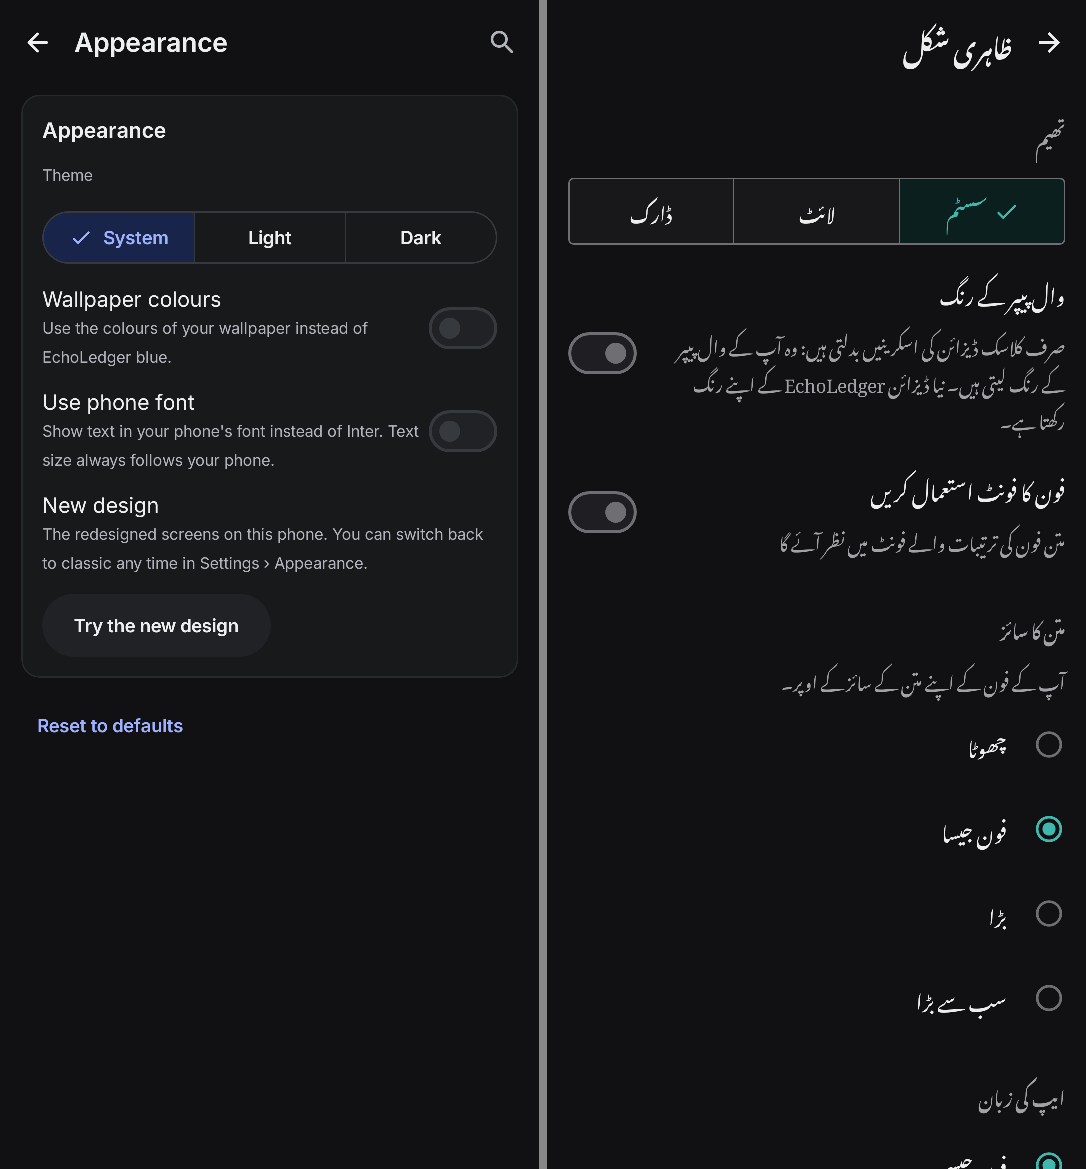 Appearance
Appearance
Theme
System
Light
Dark
Wallpaper colours
Use the colours of your wallpaper instead of
EchoLedger blue.
Use phone font
Show text in your phone's font instead of Inter. Text
size always follows your phone.
New design
The redesigned screens on this phone. You can switch back
to classic any time in Settings › Appearance.
Try the new design
Reset to defaults
ظاہری شکل
تھیم
سسٹم
لائٹ
ڈارک
وال پیپر کے رنگ
صرف کلاسک ڈیزائن کی اسکرینیں بدلتی ہیں: وہ آپ کے وال پیپر
کے رنگ لیتی ہیں۔ نیا ڈیزائن EchoLedger کے اپنے رنگ
رکھتا ہے۔
فون کا فونٹ استعمال کریں
متن فون کی ترتیبات والے فونٹ میں نظر آئے گا
متن کا سائز
آپ کے فون کے اپنے متن کے سائز کے اوپر۔
چھوٹا
فون جیسا
بڑا
سب سے بڑا
ایپ کی زبان